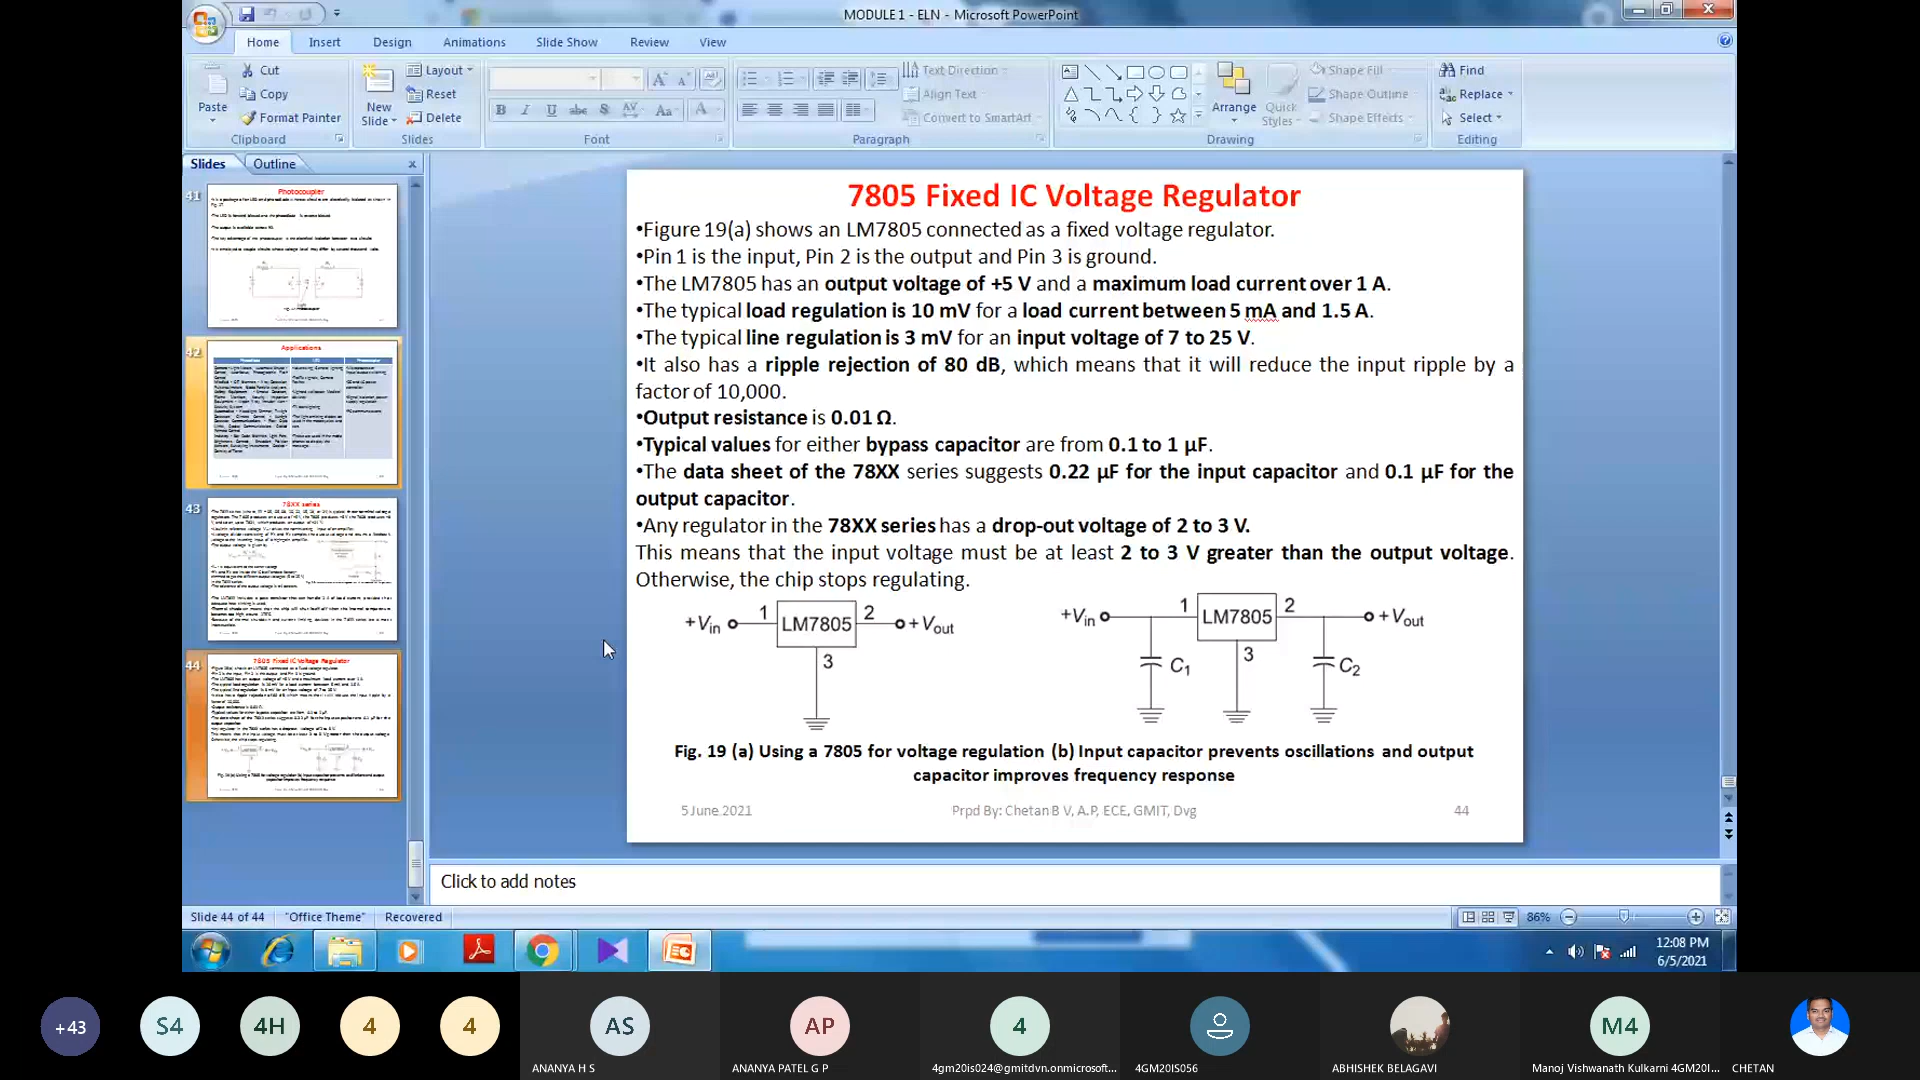 MODULE 1 - ELN - Microsoft PowerPoint
Home Insert Design Animations Slide Show Review View
Paste
Cut
Copy
Format Painter
Clipboard
New
Slide
Layout
Reset
Delete
Slides
Font
Text Direction
Align Text
Convert to SmartArt
Paragraph
Arrange
Quick
Styles
Shape Fill
Shape Outline
Shape Effects
Drawing
Find
Replace
Select
Editing
Slides Outline
41
Photocoupler
42
Applications
43
78XX series
44
7805 Fixed IC Voltage Regulator
7805 Fixed IC Voltage Regulator
•Figure 19(a) shows an LM7805 connected as a fixed voltage regulator.
•Pin 1 is the input, Pin 2 is the output and Pin 3 is ground.
•The LM7805 has an output voltage of +5 V and a maximum load current over 1 A.
•The typical load regulation is 10 mV for a load current between 5 mA and 1.5 A.
•The typical line regulation is 3 mV for an input voltage of 7 to 25 V.
•It also has a ripple rejection of 80 dB, which means that it will reduce the input ripple by a
factor of 10,000.
•Output resistance is 0.01 Ω.
•Typical values for either bypass capacitor are from 0.1 to 1 μF.
•The data sheet of the 78XX series suggests 0.22 μF for the input capacitor and 0.1 μF for the
output capacitor.
•Any regulator in the 78XX series has a drop-out voltage of 2 to 3 V.
This means that the input voltage must be at least 2 to 3 V greater than the output voltage.
Otherwise, the chip stops regulating.
+Vin 1 LM7805 2 +Vout
3
+Vin 1 LM7805 2 +Vout
3
C1 C2
Fig. 19 (a) Using a 7805 for voltage regulation (b) Input capacitor prevents oscillations and output
capacitor improves frequency response
5 June 2021 Prpd By: Chetan B V, A.P, ECE, GMIT, Dvg 44
Click to add notes
Slide 44 of 44 "Office Theme" Recovered 86%
12:08 PM
6/5/2021
+43 S4 4H 4 4 AS AP 4 M4
ANANYA H S ANANYA PATEL G P 4gm20is024@gmitdvn.onmicrosoft... 4GM20IS056 ABHISHEK BELAGAVI Manoj Vishwanath Kulkarni 4GM20I... CHETAN